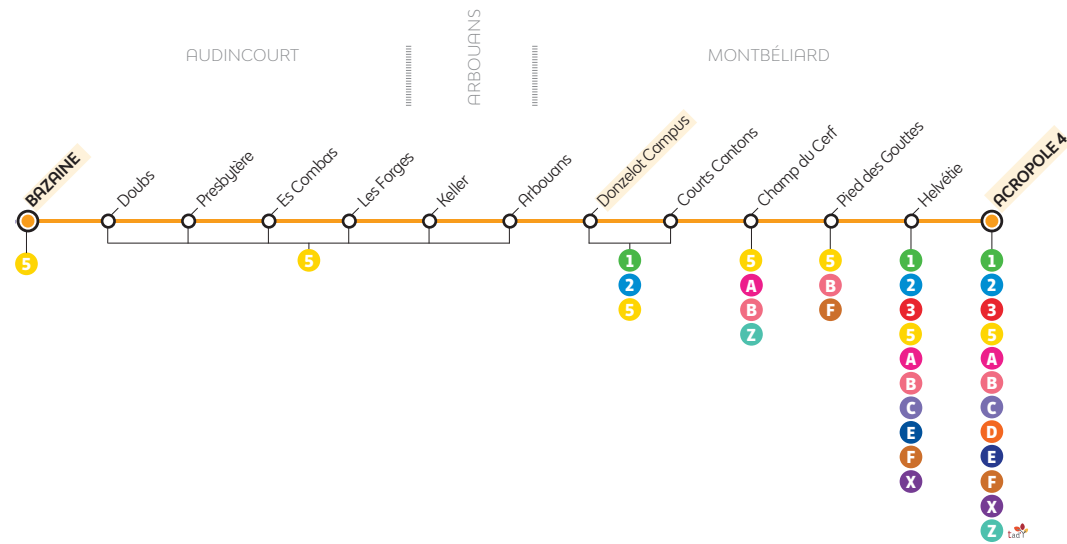 AUDINCOURT
ARBOUANS
MONTBÉLIARD
BAZAINE
Doubs
Presbytère
Es Combas
Les Forges
Keller
Arbouans
Donzelot Campus
Courts Cantons
Champ du Cerf
Pied des Gouttes
Helvétie
ACROPOLE 4
5
5
1
2
5
5
A
B
Z
5
B
F
1
2
3
5
A
B
C
E
F
X
1
2
3
5
A
B
C
D
E
F
X
Z
tadY